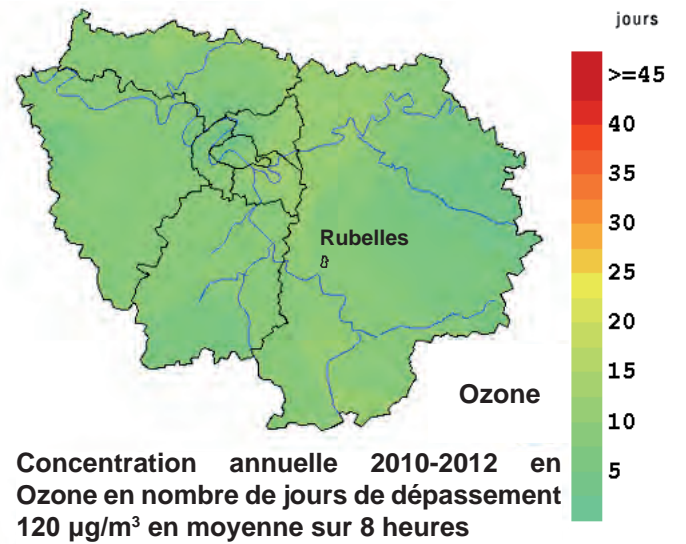 jours
>=45
40
35
30
25
20
15
10
5
Rubelles
Ozone
Concentration annuelle 2010-2012 en
Ozone en nombre de jours de dépassement
120 µg/m³ en moyenne sur 8 heures